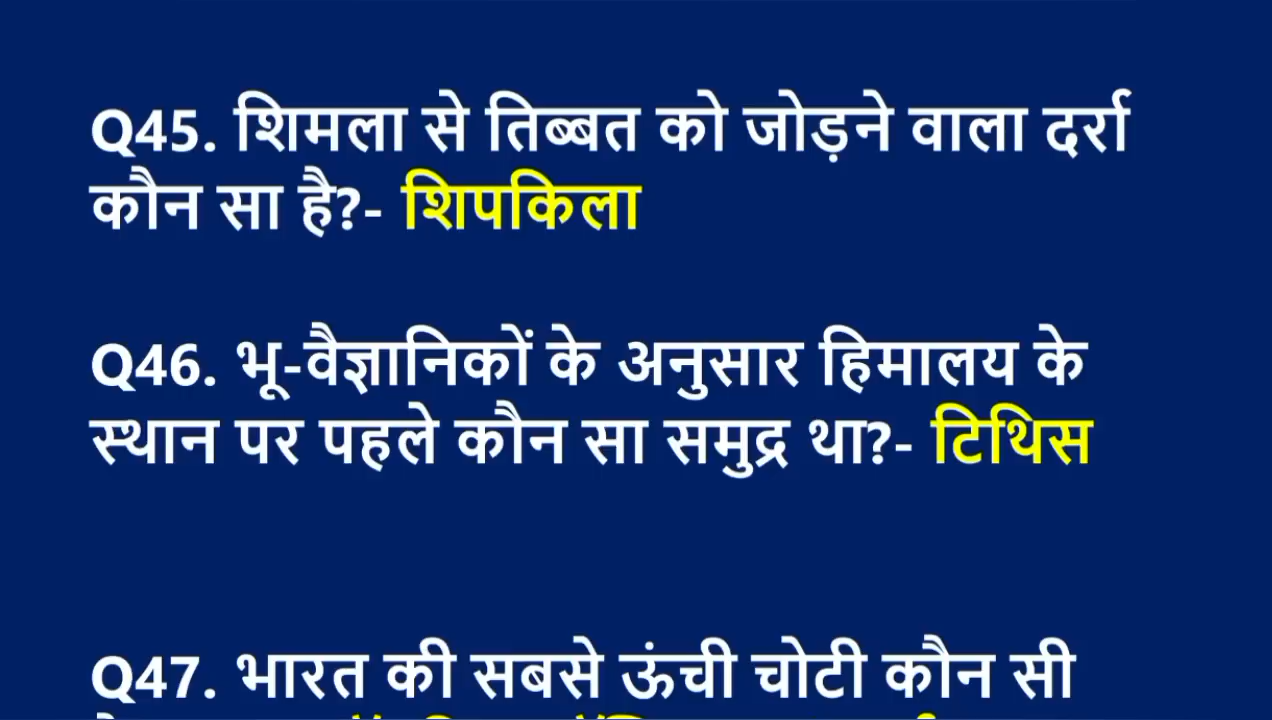 Q45. शिमला से तिब्बत को जोड़ने वाला दर्रा
कौन सा है?- शिपकिला
Q46. भू-वैज्ञानिकों के अनुसार हिमालय के
स्थान पर पहले कौन सा समुद्र था?- टिथिस
Q47. भारत की सबसे ऊंची चोटी कौन सी